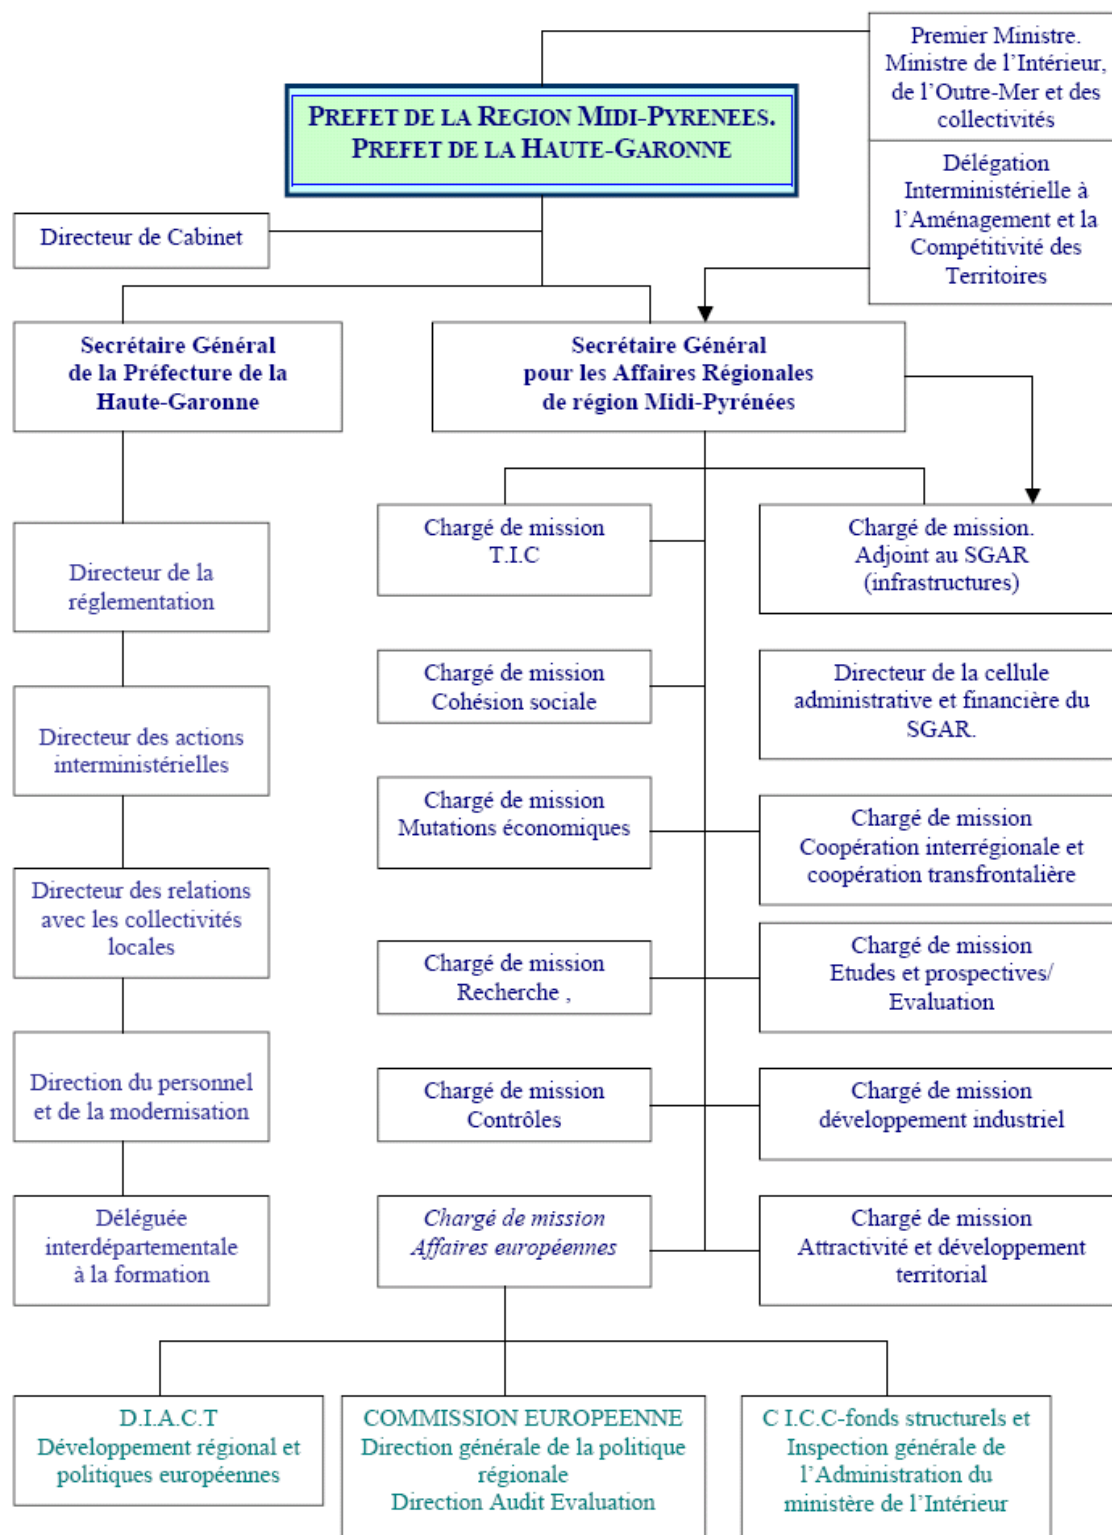 Premier Ministre.
Ministre de l’Intérieur,
de l’Outre-Mer et des
collectivités
PREFET DE LA REGION MIDI-PYRENEES.
PREFET DE LA HAUTE-GARONNE
Délégation
Interministérielle à
l’Aménagement et la
Compétitivité des
Territoires
Directeur de Cabinet
Secrétaire Général
de la Préfecture de la
Haute-Garonne
Secrétaire Général
pour les Affaires Régionales
de région Midi-Pyrénées
Directeur de la
réglementation
Directeur des actions
interministérielles
Directeur des relations
avec les collectivités
locales
Direction du personnel
et de la modernisation
Déléguée
interdépartementale
à la formation
Chargé de mission
T.I.C
Chargé de mission.
Adjoint au SGAR
(infrastructures)
Chargé de mission
Cohésion sociale
Directeur de la cellule
administrative et financière du
SGAR.
Chargé de mission
Mutations économiques
Chargé de mission
Coopération interrégionale et
coopération transfrontalière
Chargé de mission
Recherche ,
Chargé de mission
Etudes et prospectives/
Evaluation
Chargé de mission
Contrôles
Chargé de mission
développement industriel
Chargé de mission
Affaires européennes
Chargé de mission
Attractivité et développement
territorial
D.I.A.C.T
Développement régional et
politiques européennes
COMMISSION EUROPEENNE
Direction générale de la politique
régionale
Direction Audit Evaluation
C I.C.C-fonds structurels et
Inspection générale de
l’Administration du
ministère de l’Intérieur